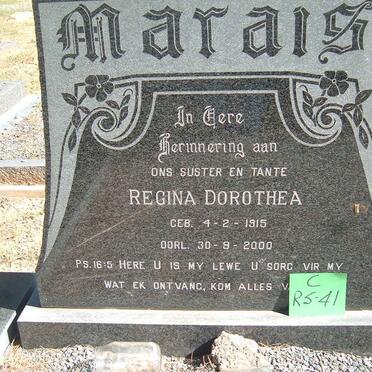 Marais
In Eere
Herinnering aan
ONS SUSTER EN TANTE
REGINA DOROTHEA
GEB. 4-2-1915
OORL. 30-9-2000
PS.16:5 HERE U IS MY LEWE U SORG VIR MY
WAT EK ONTVANG, KOM ALLES V
C
R5-41